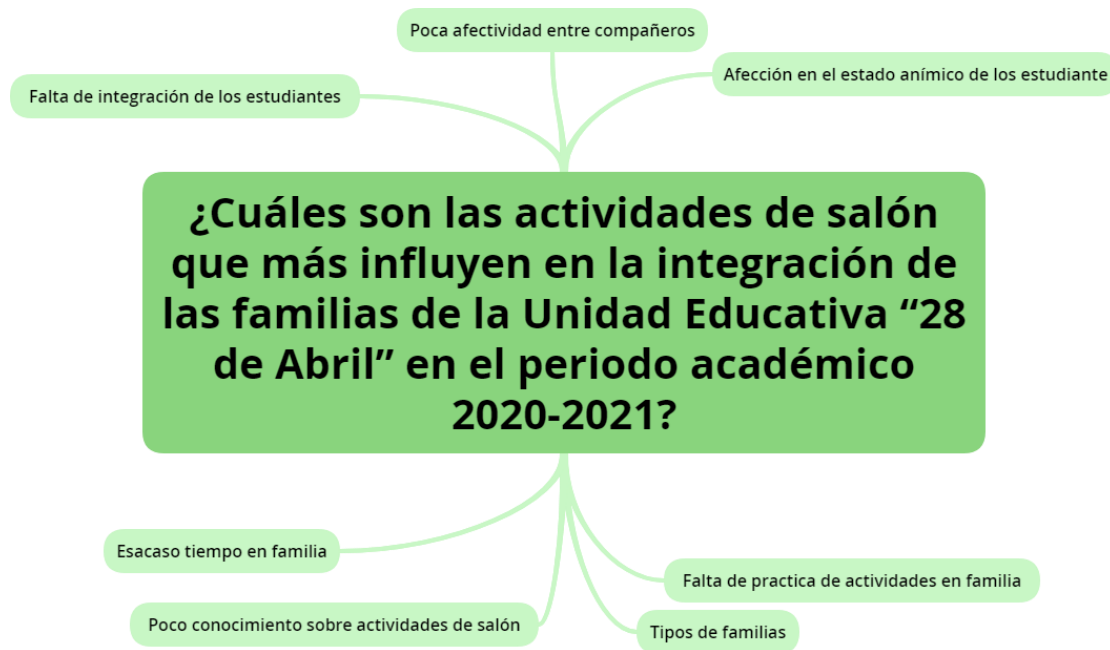 Poca afectividad entre compañeros
Afección en el estado anímico de los estudiante
Falta de integración de los estudiantes
¿Cuáles son las actividades de salón
que más influyen en la integración de
las familias de la Unidad Educativa “28
de Abril” en el periodo académico
2020-2021?
Esacaso tiempo en familia
Falta de practica de actividades en familia
Poco conocimiento sobre actividades de salón
Tipos de familias